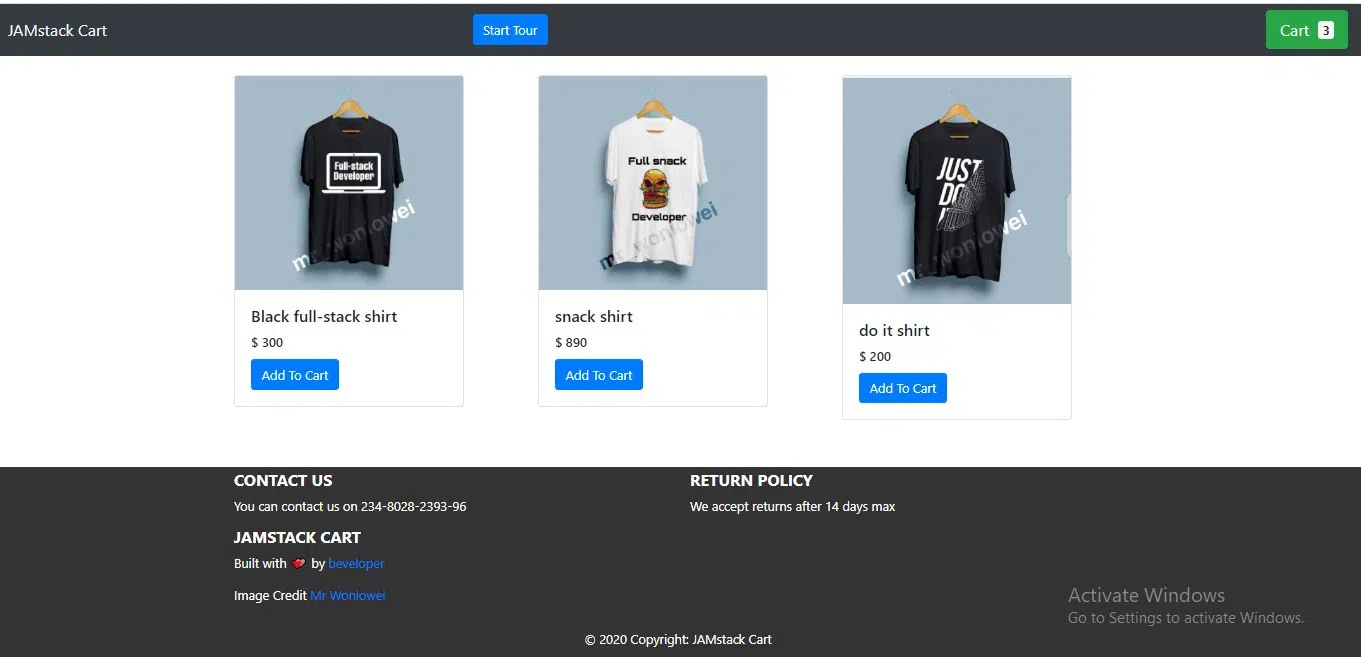 JAMstack Cart
Start Tour
Cart 3
Full-stack
Developer
mr. woniowei
Full snack
Developer
mr. woniowei
JUST
DO
IT
mr. woniowei
Black full-stack shirt
$ 300
Add To Cart
snack shirt
$ 890
Add To Cart
do it shirt
$ 200
Add To Cart
CONTACT US
You can contact us on 234-8028-2393-96
JAMSTACK CART
Built with by beveloper
Image Credit Mr Woniowei
RETURN POLICY
We accept returns after 14 days max
Activate Windows
Go to Settings to activate Windows.
© 2020 Copyright: JAMstack Cart